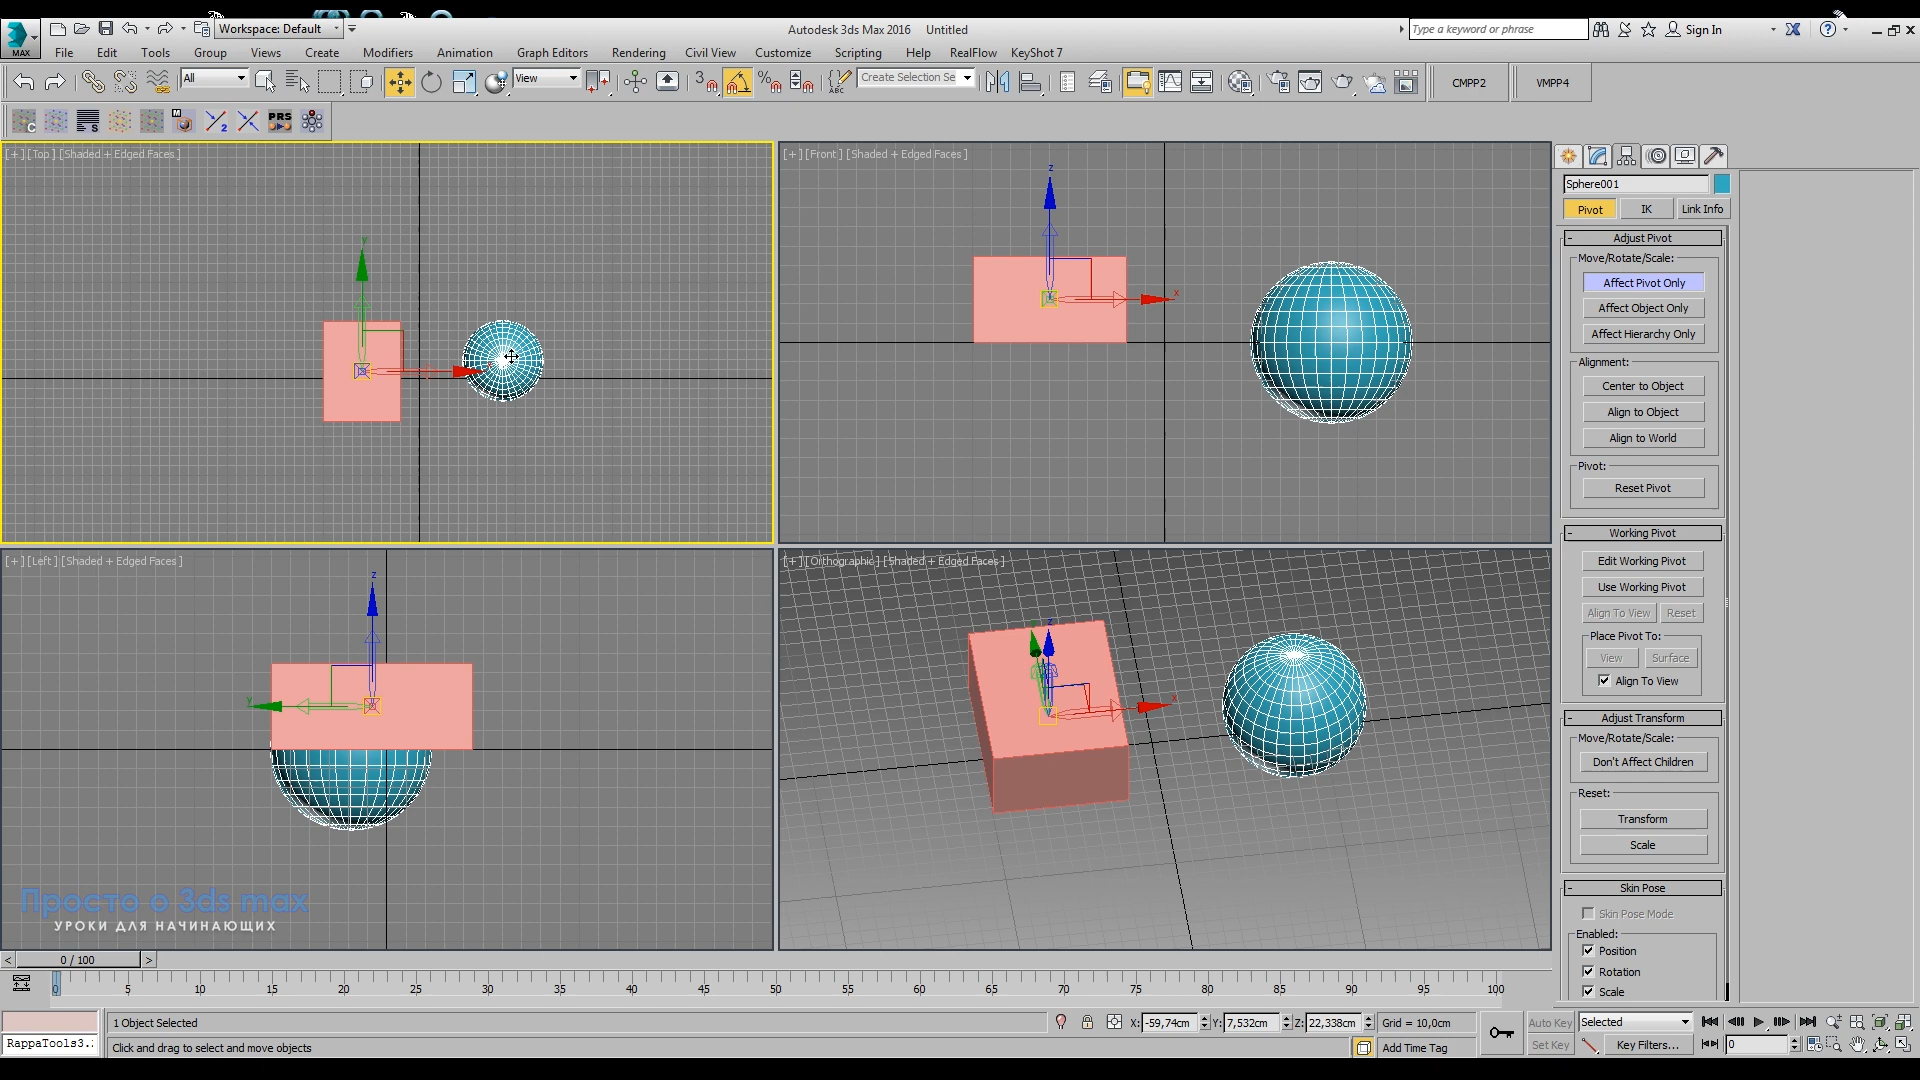 Workspace: Default
Autodesk 3ds Max 2016 Untitled
Type a keyword or phrase
Sign In
MAX
File Edit Tools Group Views Create Modifiers Animation Graph Editors Rendering Civil View Customize Scripting Help RealFlow KeyShot 7
All
View
3
Create Selection Se
CMPP2
VMPP4
PRS
[+] [Top ] [Shaded + Edged Faces ]
[+] [Front ] [Shaded + Edged Faces ]
[+] [Left ] [Shaded + Edged Faces ]
[+] [Orthographic ] [Shaded + Edged Faces ]
Sphere001
Pivot
IK
Link Info
- Adjust Pivot
Move/Rotate/Scale:
Affect Pivot Only
Affect Object Only
Affect Hierarchy Only
Alignment:
Center to Object
Align to Object
Align to World
Pivot:
Reset Pivot
- Working Pivot
Edit Working Pivot
Use Working Pivot
Align To View Reset
Place Pivot To:
View Surface
Align To View
- Adjust Transform
Move/Rotate/Scale:
Don't Affect Children
Reset:
Transform
Scale
- Skin Pose
Skin Pose Mode
Enabled:
Position
Rotation
Scale
Просто о 3ds max
УРОКИ ДЛЯ НАЧИНАЮЩИХ
< 0 / 100 >
0 5 10 15 20 25 30 35 40 45 50 55 60 65 70 75 80 85 90 95 100
1 Object Selected
X: -59,74cm Y: 7,532cm Z: 22,338cm
Grid = 10,0cm
Auto Key
Selected
RappaTools3.
Click and drag to select and move objects
Add Time Tag
Set Key
Key Filters...
0